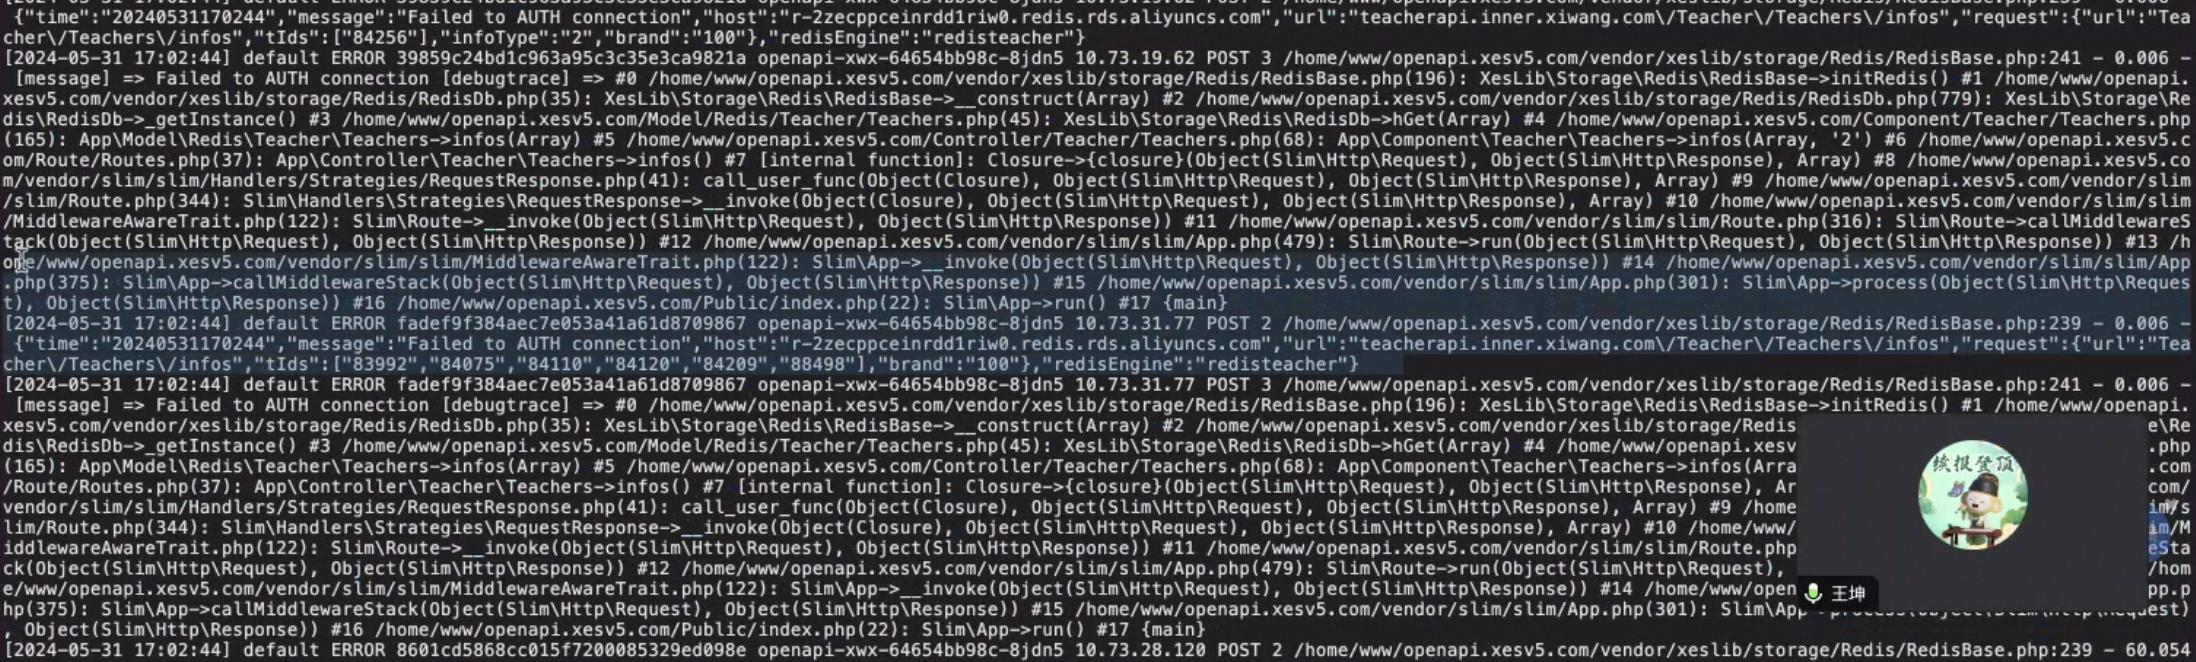 {"time":"20240531170244","message":"Failed to AUTH connection","host":"r-2zecppceinrdd1riw0.redis.rds.aliyuncs.com","url":"teacherapi.inner.xiwang.com\/Teacher\/Teachers\/infos","request":{"url":"Tea
cher\/Teachers\/infos","tIds":["84256"],"infoType":"2","brand":"100"},"redisEngine":"redisteacher"}
[2024-05-31 17:02:44] default ERROR 39859c24bd1c963a95c3c35e3ca9821a openapi-xwx-64654bb98c-8jdn5 10.73.19.62 POST 3 /home/www/openapi.xesv5.com/vendor/xeslib/storage/Redis/RedisBase.php:241 - 0.006 -
[message] => Failed to AUTH connection [debugtrace] => #0 /home/www/openapi.xesv5.com/vendor/xeslib/storage/Redis/RedisBase.php(196): XesLib\Storage\Redis\RedisBase->initRedis() #1 /home/www/openapi.
xesv5.com/vendor/xeslib/storage/Redis/RedisDb.php(35): XesLib\Storage\Redis\RedisBase->__construct(Array) #2 /home/www/openapi.xesv5.com/vendor/xeslib/storage/Redis/RedisDb.php(779): XesLib\Storage\Re
dis\RedisDb->_getInstance() #3 /home/www/openapi.xesv5.com/Model/Redis/Teacher/Teachers.php(45): XesLib\Storage\Redis\RedisDb->hGet(Array) #4 /home/www/openapi.xesv5.com/Component/Teacher/Teachers.php
(165): App\Model\Redis\Teacher\Teachers->infos(Array) #5 /home/www/openapi.xesv5.com/Controller/Teacher/Teachers.php(68): App\Component\Teacher\Teachers->infos(Array, '2') #6 /home/www/openapi.xesv5.c
om/Route/Routes.php(37): App\Controller\Teacher\Teachers->infos() #7 [internal function]: Closure->{closure}(Object(Slim\Http\Request), Object(Slim\Http\Response), Array) #8 /home/www/openapi.xesv5.co
m/vendor/slim/slim/Handlers/Strategies/RequestResponse.php(41): call_user_func(Object(Closure), Object(Slim\Http\Request), Object(Slim\Http\Response), Array) #9 /home/www/openapi.xesv5.com/vendor/slim
/slim/Route.php(344): Slim\Handlers\Strategies\RequestResponse->__invoke(Object(Closure), Object(Slim\Http\Request), Object(Slim\Http\Response), Array) #10 /home/www/openapi.xesv5.com/vendor/slim/slim
/MiddlewareAwareTrait.php(122): Slim\Route->__invoke(Object(Slim\Http\Request), Object(Slim\Http\Response)) #11 /home/www/openapi.xesv5.com/vendor/slim/slim/Route.php(316): Slim\Route->callMiddlewareS
tack(Object(Slim\Http\Request), Object(Slim\Http\Response)) #12 /home/www/openapi.xesv5.com/vendor/slim/slim/App.php(479): Slim\Route->run(Object(Slim\Http\Request), Object(Slim\Http\Response)) #13 /h
ome/www/openapi.xesv5.com/vendor/slim/slim/MiddlewareAwareTrait.php(122): Slim\App->__invoke(Object(Slim\Http\Request), Object(Slim\Http\Response)) #14 /home/www/openapi.xesv5.com/vendor/slim/slim/App
.php(375): Slim\App->callMiddlewareStack(Object(Slim\Http\Request), Object(Slim\Http\Response)) #15 /home/www/openapi.xesv5.com/vendor/slim/slim/App.php(301): Slim\App->process(Object(Slim\Http\Reques
t), Object(Slim\Http\Response)) #16 /home/www/openapi.xesv5.com/Public/index.php(22): Slim\App->run() #17 {main}
[2024-05-31 17:02:44] default ERROR fadef9f384aec7e053a41a61d8709867 openapi-xwx-64654bb98c-8jdn5 10.73.31.77 POST 2 /home/www/openapi.xesv5.com/vendor/xeslib/storage/Redis/RedisBase.php:239 - 0.006 -
{"time":"20240531170244","message":"Failed to AUTH connection","host":"r-2zecppceinrdd1riw0.redis.rds.aliyuncs.com","url":"teacherapi.inner.xiwang.com\/Teacher\/Teachers\/infos","request":{"url":"Tea
cher\/Teachers\/infos","tIds":["83992","84075","84110","84120","84209","88498"],"brand":"100"},"redisEngine":"redisteacher"}
[2024-05-31 17:02:44] default ERROR fadef9f384aec7e053a41a61d8709867 openapi-xwx-64654bb98c-8jdn5 10.73.31.77 POST 3 /home/www/openapi.xesv5.com/vendor/xeslib/storage/Redis/RedisBase.php:241 - 0.006 -
[message] => Failed to AUTH connection [debugtrace] => #0 /home/www/openapi.xesv5.com/vendor/xeslib/storage/Redis/RedisBase.php(196): XesLib\Storage\Redis\RedisBase->initRedis() #1 /home/www/openapi.
xesv5.com/vendor/xeslib/storage/Redis/RedisDb.php(35): XesLib\Storage\Redis\RedisBase->__construct(Array) #2 /home/www/openapi.xesv5.com/vendor/xeslib/storage/Redis e\Re
dis\RedisDb->_getInstance() #3 /home/www/openapi.xesv5.com/Model/Redis/Teacher/Teachers.php(45): XesLib\Storage\Redis\RedisDb->hGet(Array) #4 /home/www/openapi.xesv .php
(165): App\Model\Redis\Teacher\Teachers->infos(Array) #5 /home/www/openapi.xesv5.com/Controller/Teacher/Teachers.php(68): App\Component\Teacher\Teachers->infos(Arra .com
/Route/Routes.php(37): App\Controller\Teacher\Teachers->infos() #7 [internal function]: Closure->{closure}(Object(Slim\Http\Request), Object(Slim\Http\Response), Ar com/
vendor/slim/slim/Handlers/Strategies/RequestResponse.php(41): call_user_func(Object(Closure), Object(Slim\Http\Request), Object(Slim\Http\Response), Array) #9 /home im/s
lim/Route.php(344): Slim\Handlers\Strategies\RequestResponse->__invoke(Object(Closure), Object(Slim\Http\Request), Object(Slim\Http\Response), Array) #10 /home/www/ im/M
iddlewareAwareTrait.php(122): Slim\Route->__invoke(Object(Slim\Http\Request), Object(Slim\Http\Response)) #11 /home/www/openapi.xesv5.com/vendor/slim/slim/Route.php eSta
ck(Object(Slim\Http\Request), Object(Slim\Http\Response)) #12 /home/www/openapi.xesv5.com/vendor/slim/slim/App.php(479): Slim\Route->run(Object(Slim\Http\Request), /hom
e/www/openapi.xesv5.com/vendor/slim/slim/MiddlewareAwareTrait.php(122): Slim\App->__invoke(Object(Slim\Http\Request), Object(Slim\Http\Response)) #14 /home/www/open pp.p
hp(375): Slim\App->callMiddlewareStack(Object(Slim\Http\Request), Object(Slim\Http\Response)) #15 /home/www/openapi.xesv5.com/vendor/slim/slim/App.php(301): Slim\App->process(Object(Slim\Http\Request)
, Object(Slim\Http\Response)) #16 /home/www/openapi.xesv5.com/Public/index.php(22): Slim\App->run() #17 {main}
[2024-05-31 17:02:44] default ERROR 8601cd5868cc015f7200085329ed098e openapi-xwx-64654bb98c-8jdn5 10.73.28.120 POST 2 /home/www/openapi.xesv5.com/vendor/xeslib/storage/Redis/RedisBase.php:239 - 60.054
续报登顶
王坤